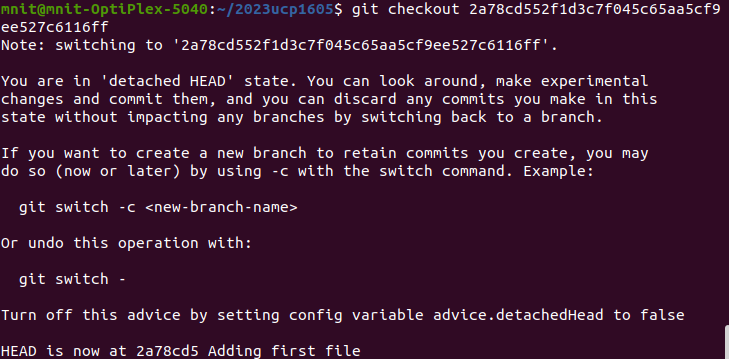 mnit@mnit-OptiPlex-5040:~/2023ucp1605$ git checkout 2a78cd552f1d3c7f045c65aa5cf9
ee527c6116ff
Note: switching to '2a78cd552f1d3c7f045c65aa5cf9ee527c6116ff'.

You are in 'detached HEAD' state. You can look around, make experimental
changes and commit them, and you can discard any commits you make in this
state without impacting any branches by switching back to a branch.

If you want to create a new branch to retain commits you create, you may
do so (now or later) by using -c with the switch command. Example:

  git switch -c <new-branch-name>

Or undo this operation with:

  git switch -

Turn off this advice by setting config variable advice.detachedHead to false

HEAD is now at 2a78cd5 Adding first file